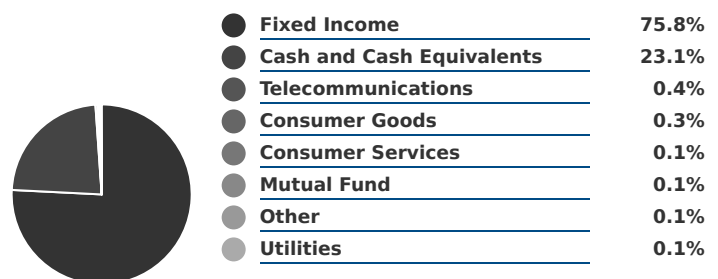 Fixed Income 75.8%
Cash and Cash Equivalents 23.1%
Telecommunications 0.4%
Consumer Goods 0.3%
Consumer Services 0.1%
Mutual Fund 0.1%
Other 0.1%
Utilities 0.1%